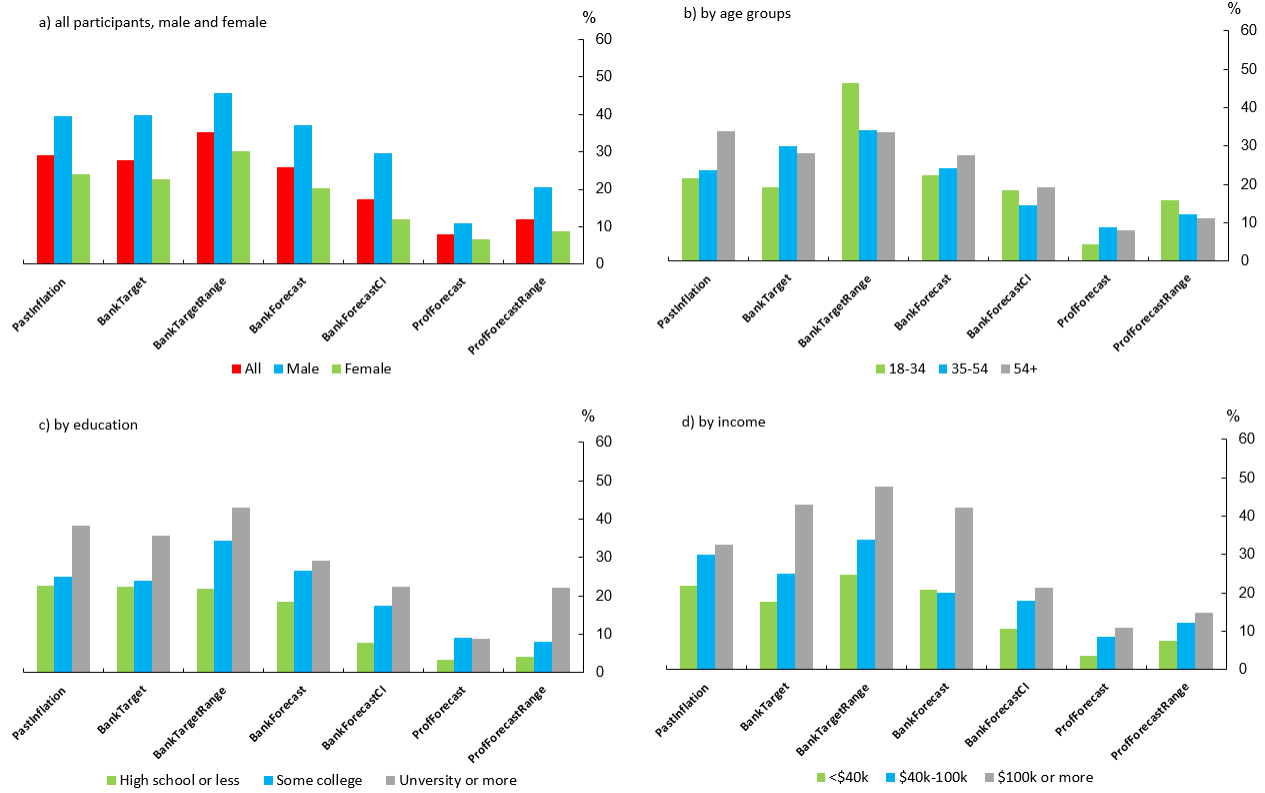 a) all participants, male and female
%
60
50
40
30
20
10
0
PastInflation
BankTarget
BankTargetRange
BankForecast
BankForecastCI
ProfForecast
ProfForecastRange
All Male Female
b) by age groups
%
60
50
40
30
20
10
0
PastInflation
BankTarget
BankTargetRange
BankForecast
BankForecastCI
ProfForecast
ProfForecastRange
18-34 35-54 54+
c) by education
%
60
50
40
30
20
10
0
PastInflation
BankTarget
BankTargetRange
BankForecast
BankForecastCI
ProfForecast
ProfForecastRange
High school or less Some college Unversity or more
d) by income
%
60
50
40
30
20
10
0
PastInflation
BankTarget
BankTargetRange
BankForecast
BankForecastCI
ProfForecast
ProfForecastRange
<$40k $40k-100k $100k or more